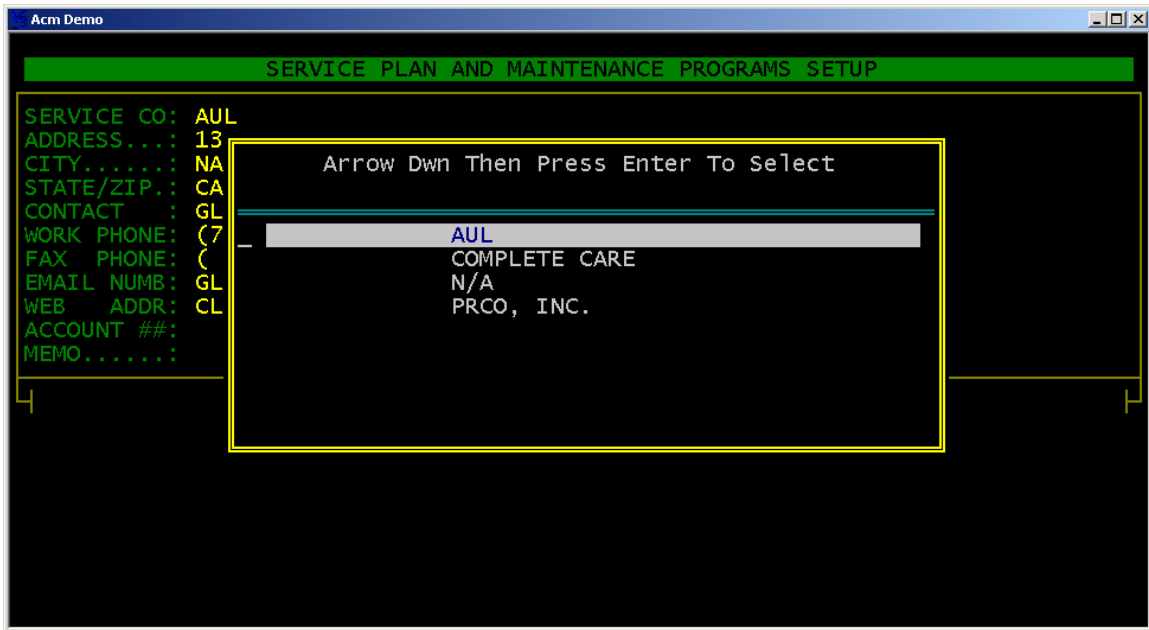 Acm Demo
SERVICE PLAN AND MAINTENANCE PROGRAMS SETUP
SERVICE CO: AUL
ADDRESS...: 13
CITY......: NA
STATE/ZIP.: CA
CONTACT   : GL
WORK PHONE: (7
FAX  PHONE: (
EMAIL NUMB: GL
WEB   ADDR: CL
ACCOUNT ##:
MEMO......:
Arrow Dwn Then Press Enter To Select
_ AUL
COMPLETE CARE
N/A
PRCO, INC.